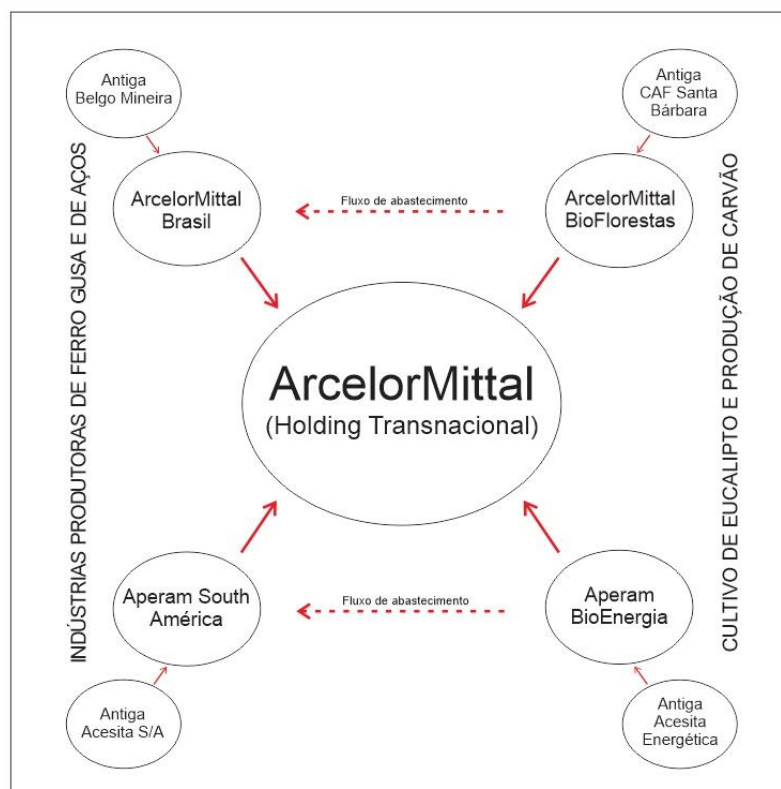 Antiga
Belgo Mineira
Antiga
CAF Santa
Bárbara
ArcelorMittal
Brasil
Fluxo de abastecimento
ArcelorMittal
BioFlorestas
INDÚSTRIAS PRODUTORAS DE FERRO GUSA E DE AÇOS
CULTIVO DE EUCALIPTO E PRODUÇÃO DE CARVÃO
ArcelorMittal
(Holding Transnacional)
Aperam South
América
Fluxo de abastecimento
Aperam
BioEnergia
Antiga
Acesita S/A
Antiga
Acesita
Energética